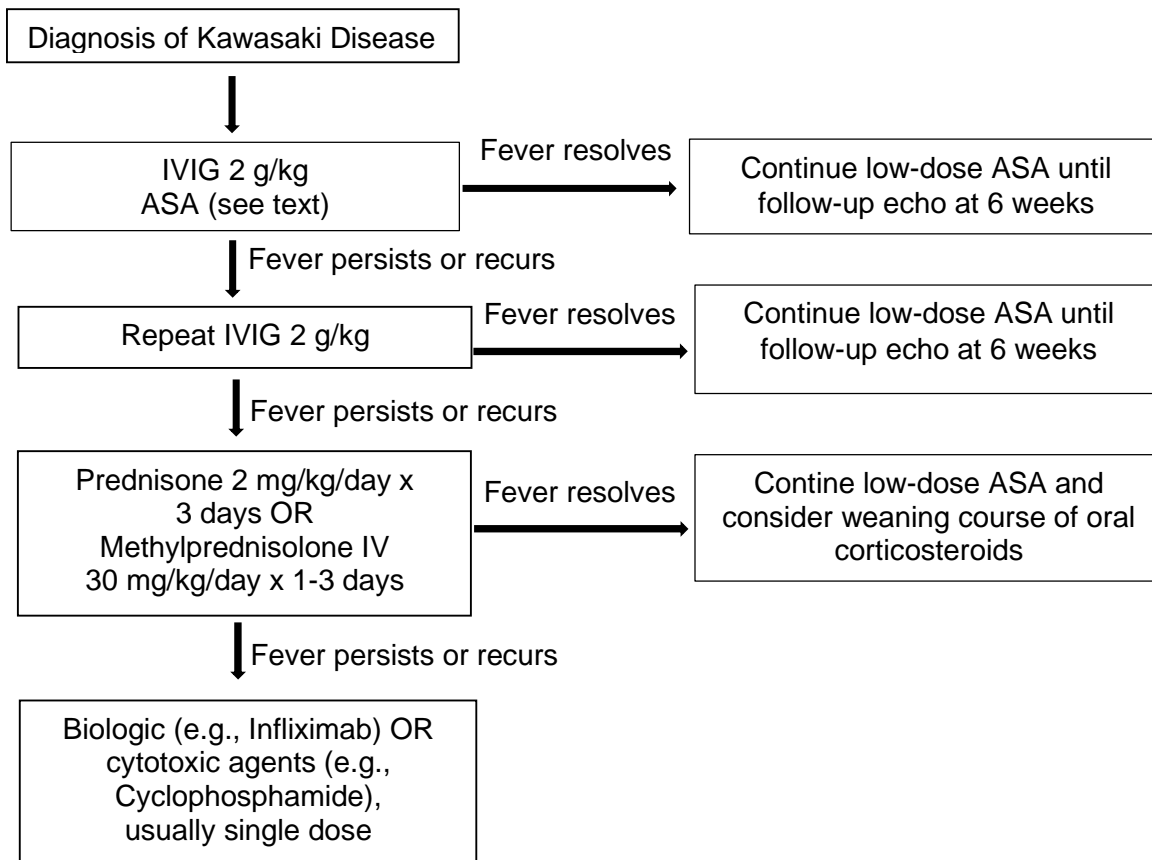 Diagnosis of Kawasaki Disease
IVIG 2 g/kg
ASA (see text)
Fever resolves
Continue low-dose ASA until
follow-up echo at 6 weeks
Fever persists or recurs
Repeat IVIG 2 g/kg
Fever resolves
Continue low-dose ASA until
follow-up echo at 6 weeks
Fever persists or recurs
Prednisone 2 mg/kg/day x
3 days OR
Methylprednisolone IV
30 mg/kg/day x 1-3 days
Fever resolves
Contine low-dose ASA and
consider weaning course of oral
corticosteroids
Fever persists or recurs
Biologic (e.g., Infliximab) OR
cytotoxic agents (e.g.,
Cyclophosphamide),
usually single dose